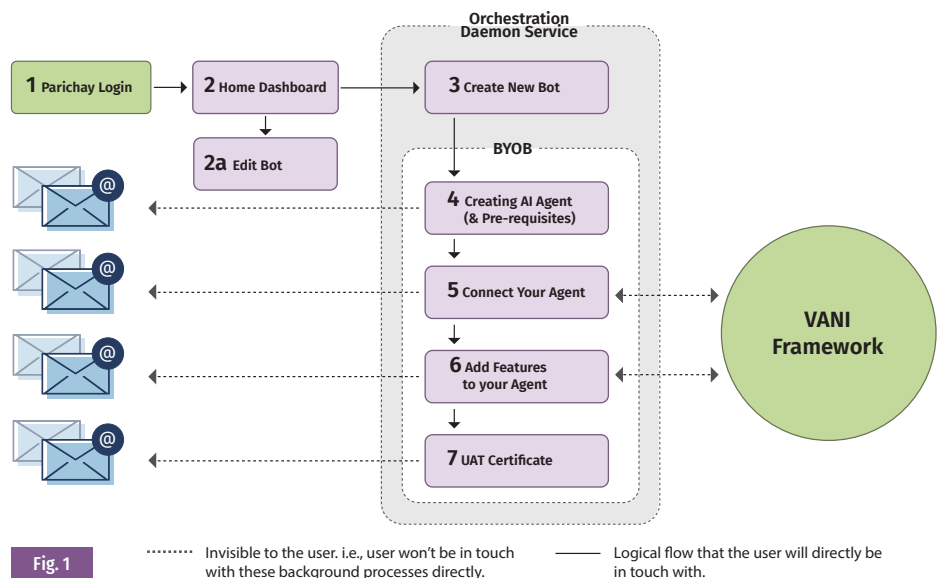 Orchestration
Daemon Service
1 Parichay Login
2 Home Dashboard
3 Create New Bot
2a Edit Bot
BYOB
@
4 Creating AI Agent
(& Pre-requisites)
@
5 Connect Your Agent
VANI
Framework
@
6 Add Features
to your Agent
@
7 UAT Certificate
Fig. 1
Invisible to the user. i.e., user won't be in touch
with these background processes directly.
Logical flow that the user will directly be
in touch with.